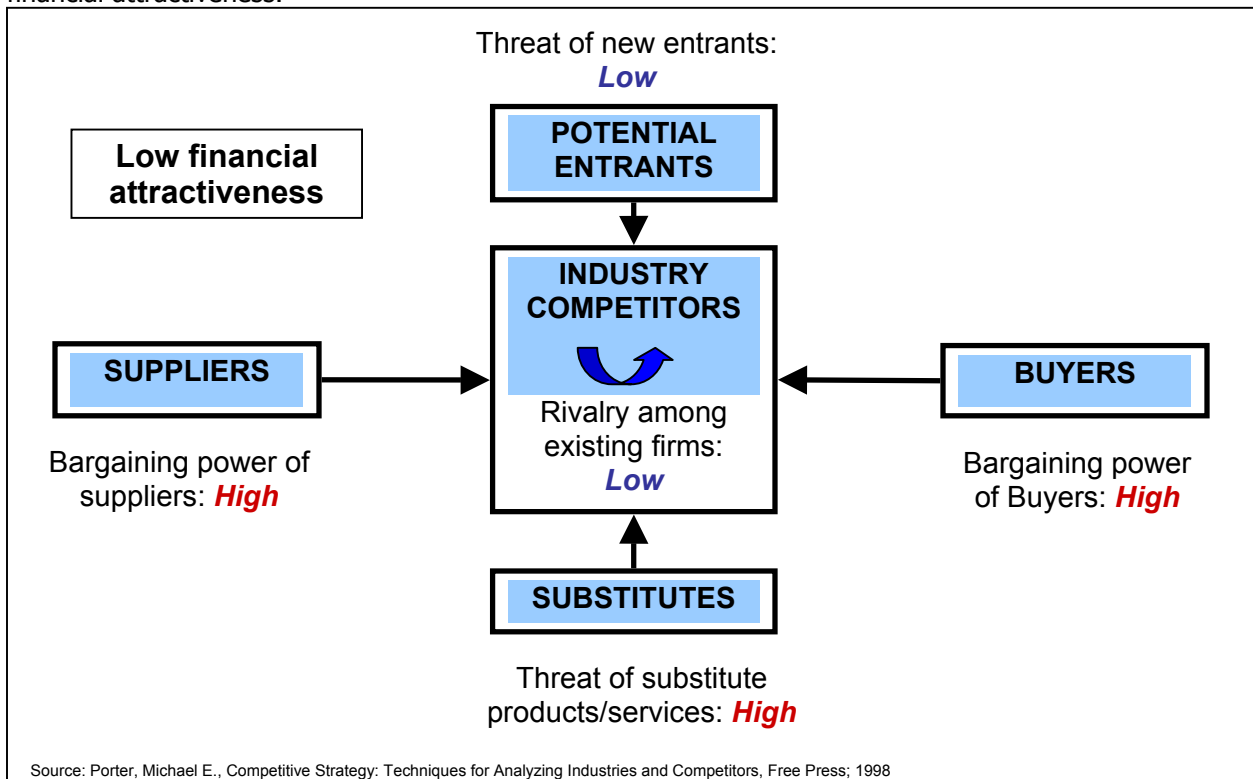 financial attractiveness.
Threat of new entrants:
Low
POTENTIAL
ENTRANTS
Low financial
attractiveness
INDUSTRY
COMPETITORS
SUPPLIERS
BUYERS
Rivalry among
existing firms:
Low
Bargaining power of
suppliers: High
Bargaining power
of Buyers: High
SUBSTITUTES
Threat of substitute
products/services: High
Source: Porter, Michael E., Competitive Strategy: Techniques for Analyzing Industries and Competitors, Free Press; 1998